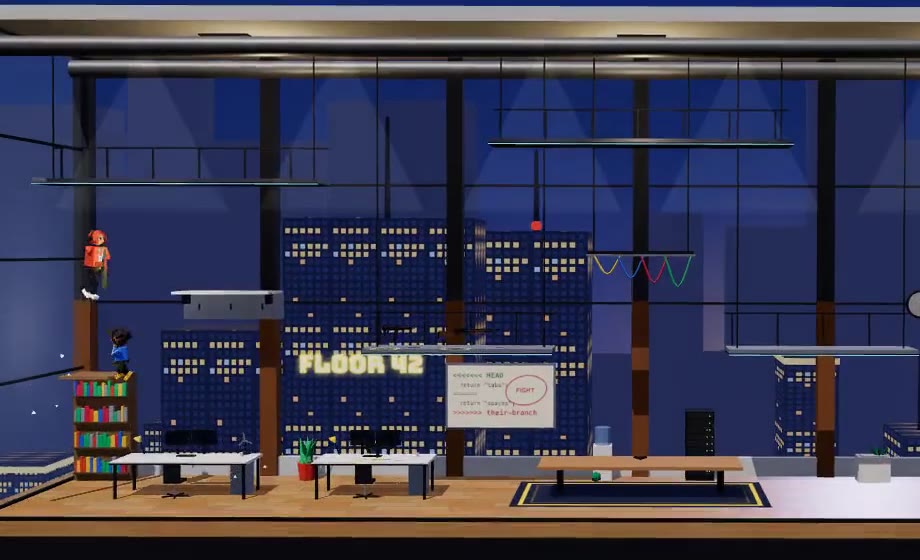 FLOOR 42
<<<<<<< HEAD
return "tabs"
FIGHT
=======
return "spaces"
>>>>>>> their-branch